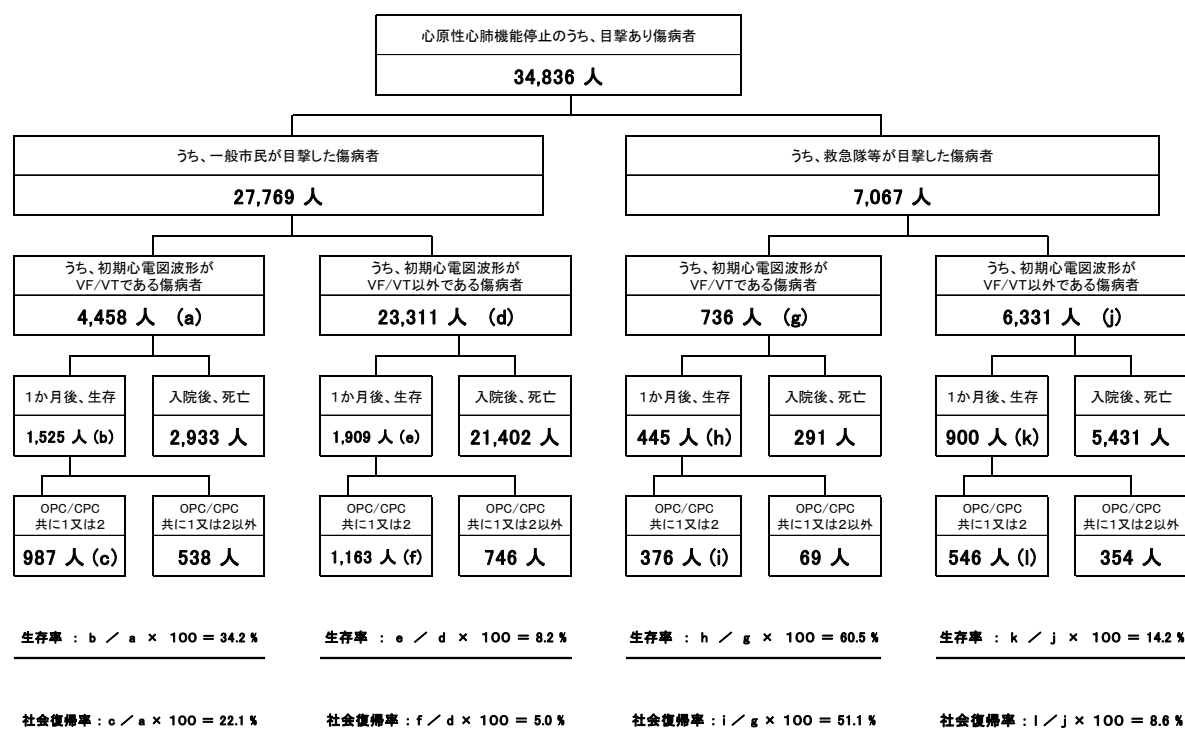 心原性心肺機能停止のうち、目撃あり傷病者
34,836 人
うち、一般市民が目撃した傷病者
27,769 人
うち、救急隊等が目撃した傷病者
7,067 人
うち、初期心電図波形が
VF/VTである傷病者
4,458 人 (a)
うち、初期心電図波形が
VF/VT以外である傷病者
23,311 人 (d)
うち、初期心電図波形が
VF/VTである傷病者
736 人 (g)
うち、初期心電図波形が
VF/VT以外である傷病者
6,331 人 (j)
1か月後、生存
1,525 人 (b)
入院後、死亡
2,933 人
1か月後、生存
1,909 人 (e)
入院後、死亡
21,402 人
1か月後、生存
445 人 (h)
入院後、死亡
291 人
1か月後、生存
900 人 (k)
入院後、死亡
5,431 人
OPC/CPC
共に1又は2
987 人 (c)
OPC/CPC
共に1又は2以外
538 人
OPC/CPC
共に1又は2
1,163 人 (f)
OPC/CPC
共に1又は2以外
746 人
OPC/CPC
共に1又は2
376 人 (i)
OPC/CPC
共に1又は2以外
69 人
OPC/CPC
共に1又は2
546 人 (l)
OPC/CPC
共に1又は2以外
354 人
生存率 : b / a × 100 = 34.2 %
生存率 : e / d × 100 = 8.2 %
生存率 : h / g × 100 = 60.5 %
生存率 : k / j × 100 = 14.2 %
社会復帰率 : c / a × 100 = 22.1 %
社会復帰率 : f / d × 100 = 5.0 %
社会復帰率 : i / g × 100 = 51.1 %
社会復帰率 : l / j × 100 = 8.6 %